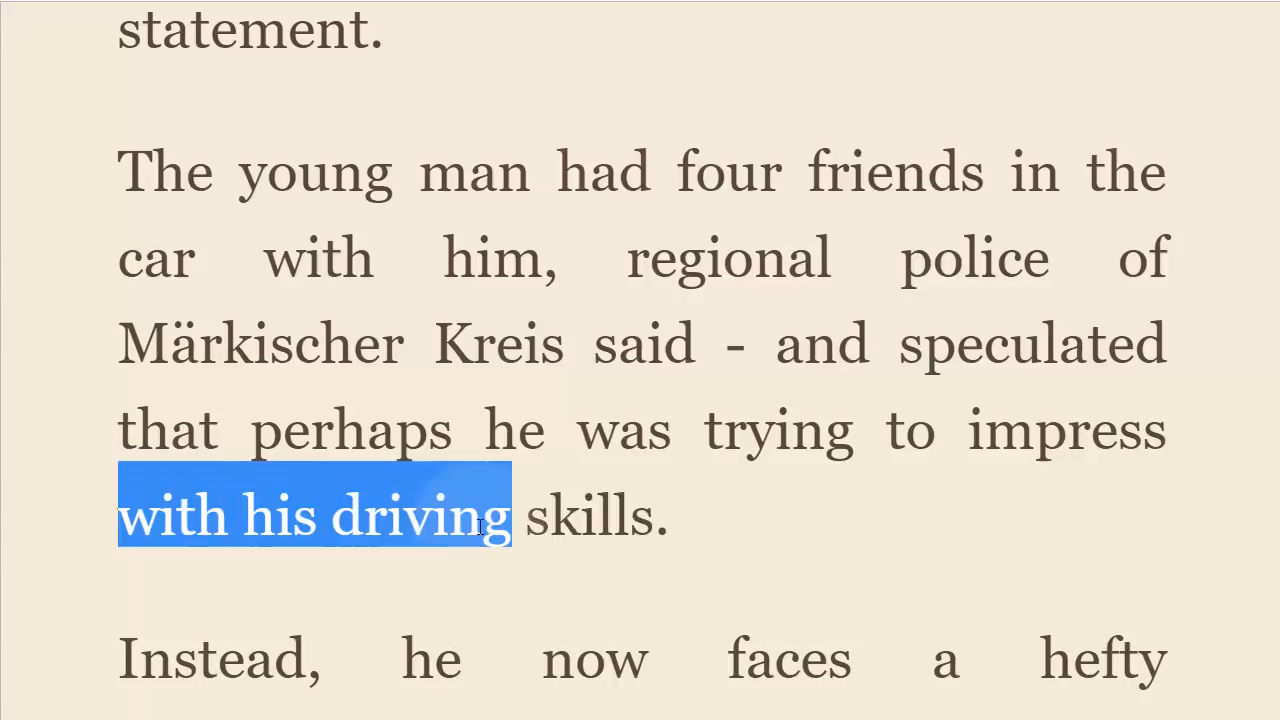 statement.
The young man had four friends in the
car with him, regional police of
Märkischer Kreis said - and speculated
that perhaps he was trying to impress
with his driving skills.
Instead, he now faces a hefty